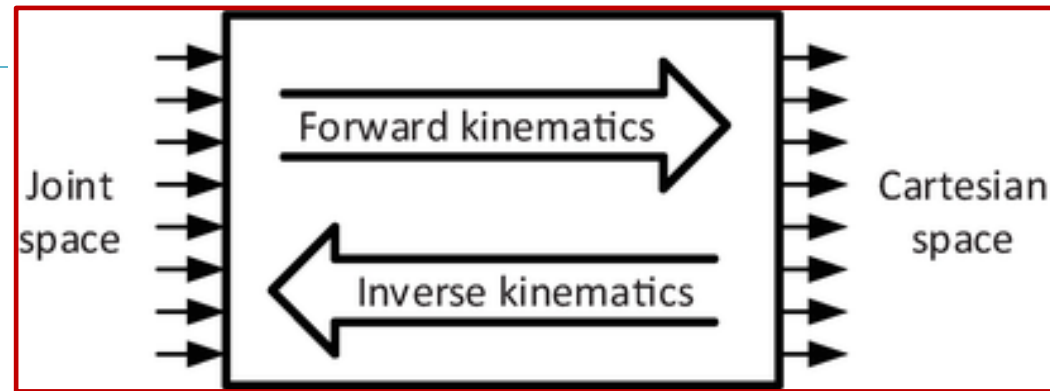 Forward kinematics
Joint
space
Cartesian
space
Inverse kinematics